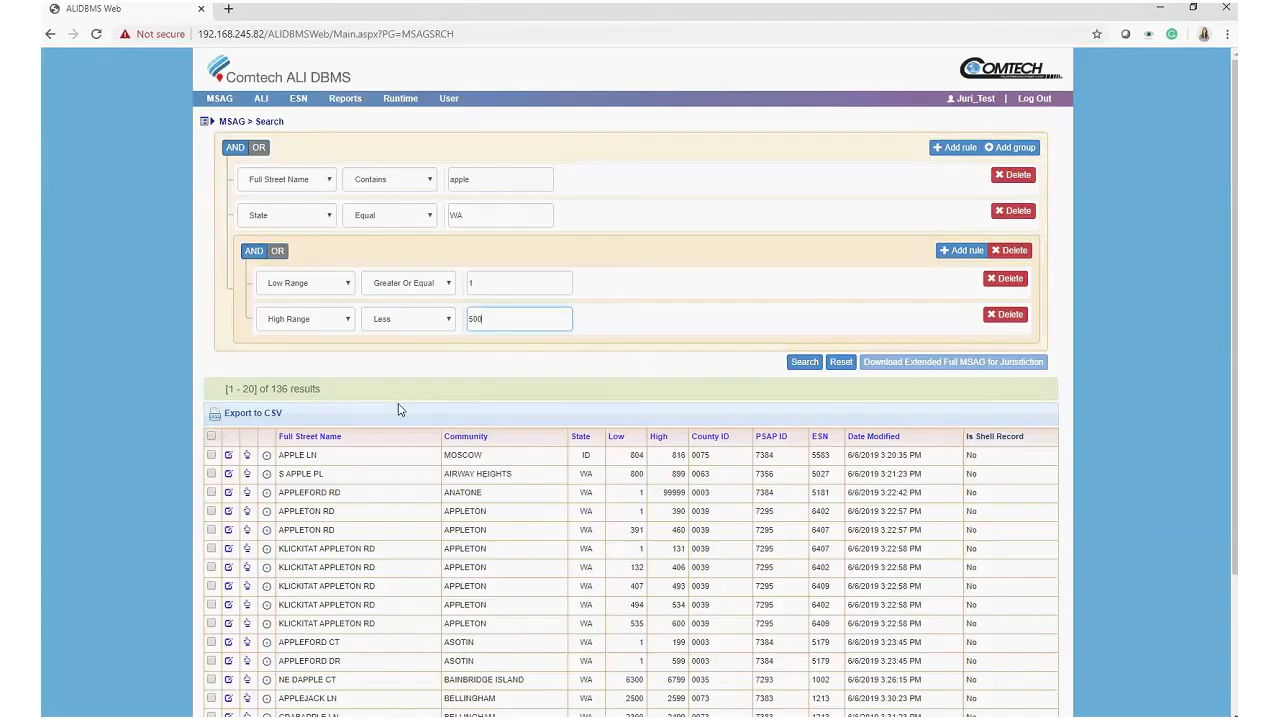 ALIDBMS Web
Not secure 192.168.245.82/ALIDBMSWeb/Main.aspx?PG=MSAGSRCH
Comtech ALI DBMS COMTECH
MSAG ALI ESN Reports Runtime User Juri_Test | Log Out
MSAG > Search
AND OR Add rule Add group
Full Street Name Contains apple Delete
State Equal WA Delete
AND OR Add rule Delete
Low Range Greater Or Equal 1 Delete
High Range Less 500 Delete
Search Reset Download Extended Full MSAG for Jurisdiction
[1 - 20] of 136 results
Export to CSV
Full Street Name Community State Low High County ID PSAP ID ESN Date Modified Is Shell Record
APPLE LN MOSCOW ID 804 816 0075 7384 5583 6/6/2019 3:20:35 PM No
S APPLE PL AIRWAY HEIGHTS WA 800 899 0063 7356 5027 6/6/2019 3:21:23 PM No
APPLEFORD RD ANATONE WA 1 99999 0003 7384 5181 6/6/2019 3:22:42 PM No
APPLETON RD APPLETON WA 1 390 0039 7295 6402 6/6/2019 3:22:57 PM No
APPLETON RD APPLETON WA 391 460 0039 7295 6407 6/6/2019 3:22:57 PM No
KLICKITAT APPLETON RD APPLETON WA 1 131 0039 7295 6407 6/6/2019 3:22:58 PM No
KLICKITAT APPLETON RD APPLETON WA 132 406 0039 7295 6402 6/6/2019 3:22:58 PM No
KLICKITAT APPLETON RD APPLETON WA 407 493 0039 7295 6409 6/6/2019 3:22:58 PM No
KLICKITAT APPLETON RD APPLETON WA 494 534 0039 7295 6402 6/6/2019 3:22:58 PM No
KLICKITAT APPLETON RD APPLETON WA 535 600 0039 7295 6409 6/6/2019 3:22:58 PM No
APPLEFORD CT ASOTIN WA 1 199 0003 7384 5179 6/6/2019 3:23:45 PM No
APPLEFORD DR ASOTIN WA 1 599 0003 7384 5179 6/6/2019 3:23:45 PM No
NE DAPPLE CT BAINBRIDGE ISLAND WA 6300 6799 0035 7293 1002 6/6/2019 3:26:15 PM No
APPLEJACK LN BELLINGHAM WA 2500 2599 0073 7383 1213 6/6/2019 3:30:23 PM No